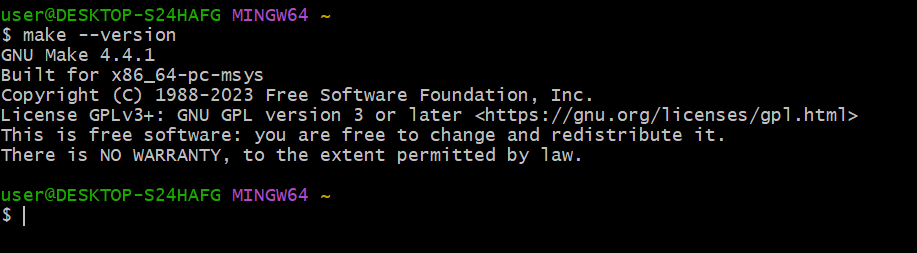 user@DESKTOP-S24HAFG MINGW64 ~
$ make --version
GNU Make 4.4.1
Built for x86_64-pc-msys
Copyright (C) 1988-2023 Free Software Foundation, Inc.
License GPLv3+: GNU GPL version 3 or later <https://gnu.org/licenses/gpl.html>
This is free software: you are free to change and redistribute it.
There is NO WARRANTY, to the extent permitted by law.
user@DESKTOP-S24HAFG MINGW64 ~
$